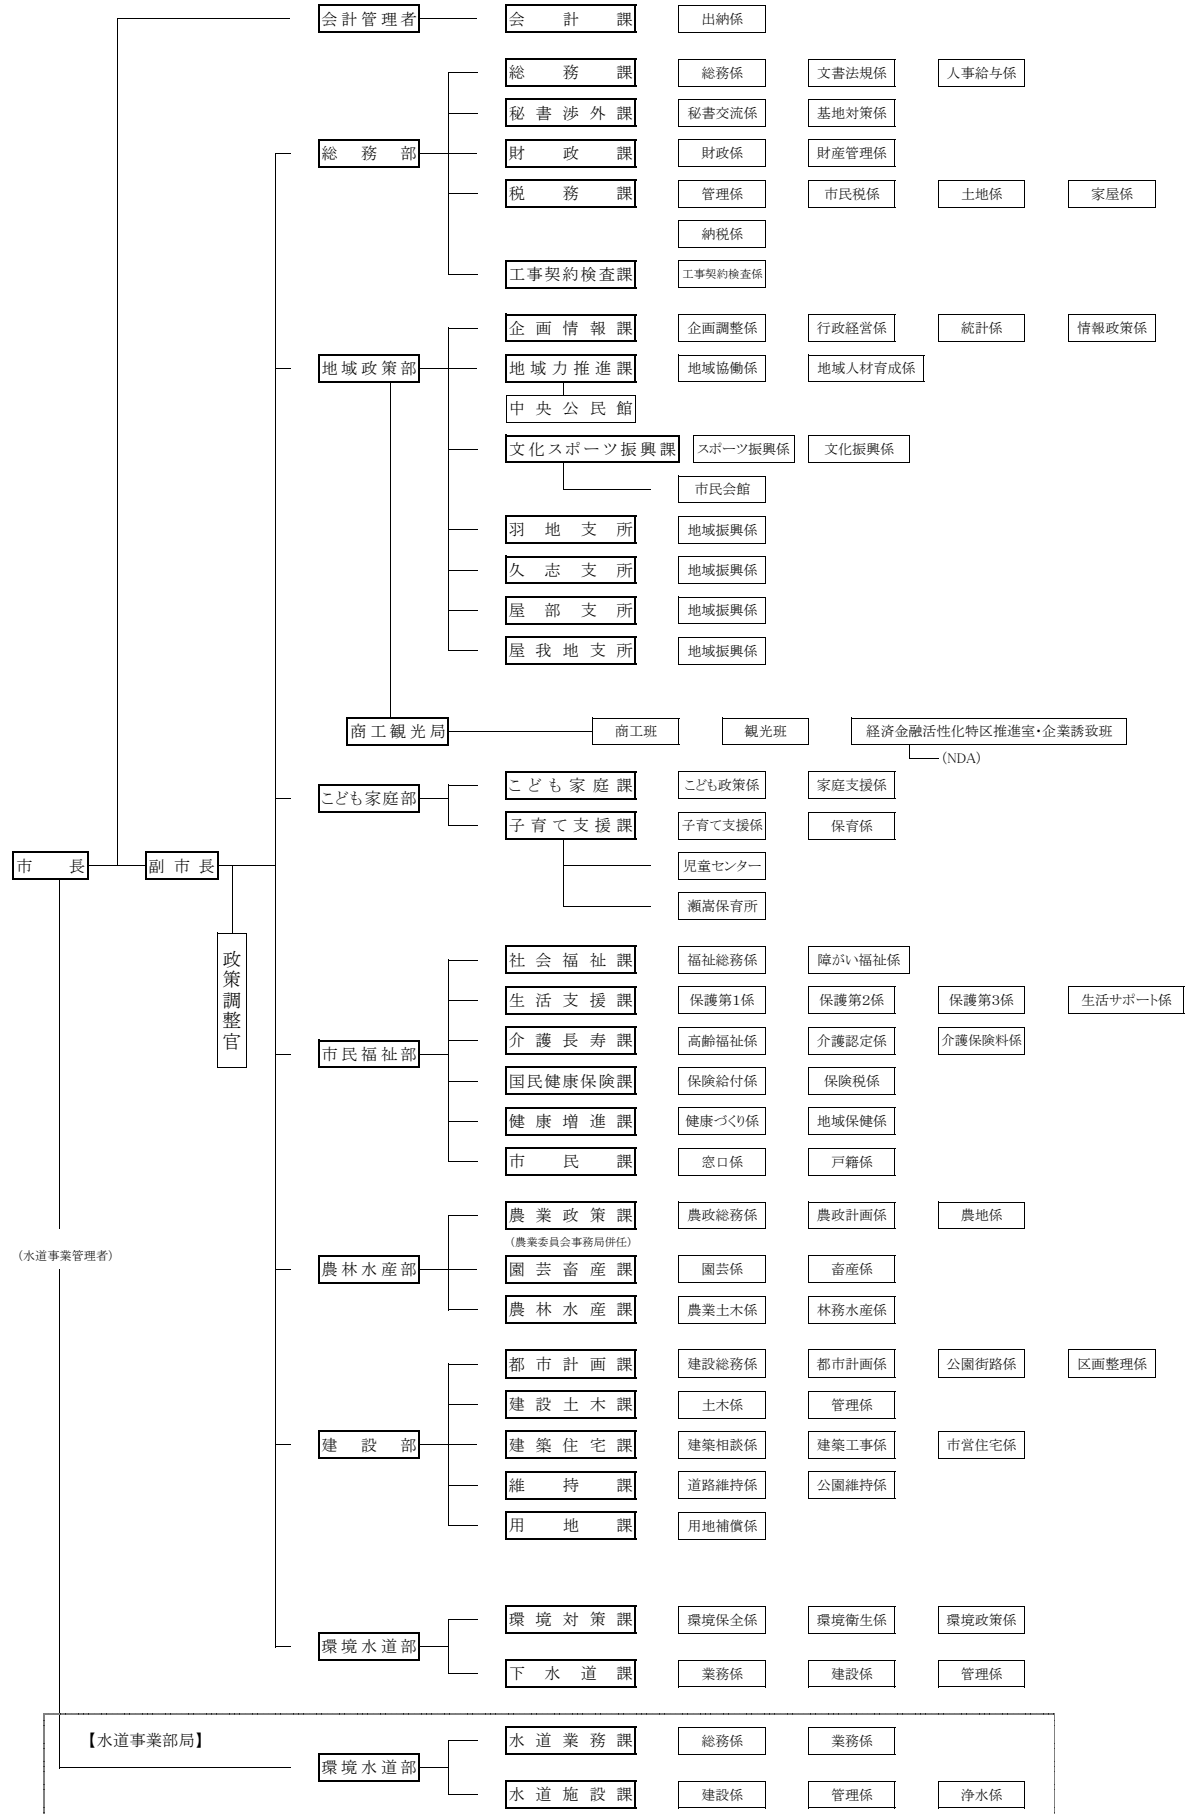 会計管理者 会計課 出納係
総務課 総務係 文書法規係 人事給与係
秘書渉外課 秘書交流係 基地対策係
総務部 財政課 財政係 財産管理係
税務課 管理係 市民税係 土地係 家屋係
納税係
工事契約検査課 工事契約検査係
企画情報課 企画調整係 行政経営係 統計係 情報政策係
地域政策部 地域力推進課 地域協働係 地域人材育成係
中央公民館
文化スポーツ振興課 スポーツ振興係 文化振興係
市民会館
羽地支所 地域振興係
久志支所 地域振興係
屋部支所 地域振興係
屋我地支所 地域振興係
商工観光局 商工班 観光班 経済金融活性化特区推進室・企業誘致班
(NDA)
こども家庭部 こども家庭課 こども政策係 家庭支援係
子育て支援課 子育て支援係 保育係
市長 副市長 児童センター
瀬嵩保育所
政策調整官
社会福祉課 福祉総務係 障がい福祉係
生活支援課 保護第1係 保護第2係 保護第3係 生活サポート係
介護長寿課 高齢福祉係 介護認定係 介護保険料係
市民福祉部
国民健康保険課 保険給付係 保険税係
健康増進課 健康づくり係 地域保健係
市民課 窓口係 戸籍係
農業政策課 農政総務係 農政計画係 農地係
(農業委員会事務局併任)
(水道事業管理者)
農林水産部 園芸畜産課 園芸係 畜産係
農林水産課 農業土木係 林務水産係
都市計画課 建設総務係 都市計画係 公園街路係 区画整理係
建設土木課 土木係 管理係
建設部 建築住宅課 建築相談係 建築工事係 市営住宅係
維持課 道路維持係 公園維持係
用地課 用地補償係
環境対策課 環境保全係 環境衛生係 環境政策係
環境水道部
下水道課 業務係 建設係 管理係
【水道事業部局】 水道業務課 総務係 業務係
環境水道部
水道施設課 建設係 管理係 浄水係